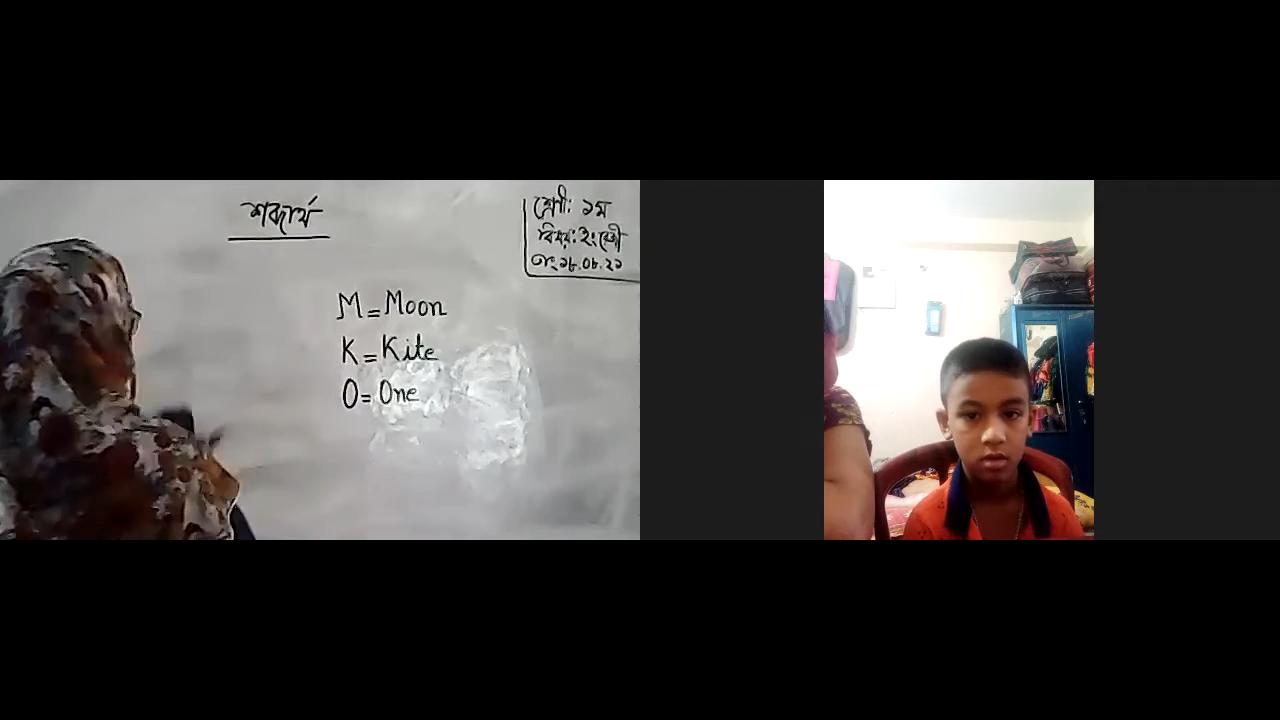 শব্দার্থ
শ্রেণী: ১ম
বিষয়: ইংরেজী
তাং ১৮.০৮.২১
M = Moon
K = Kite
O = One